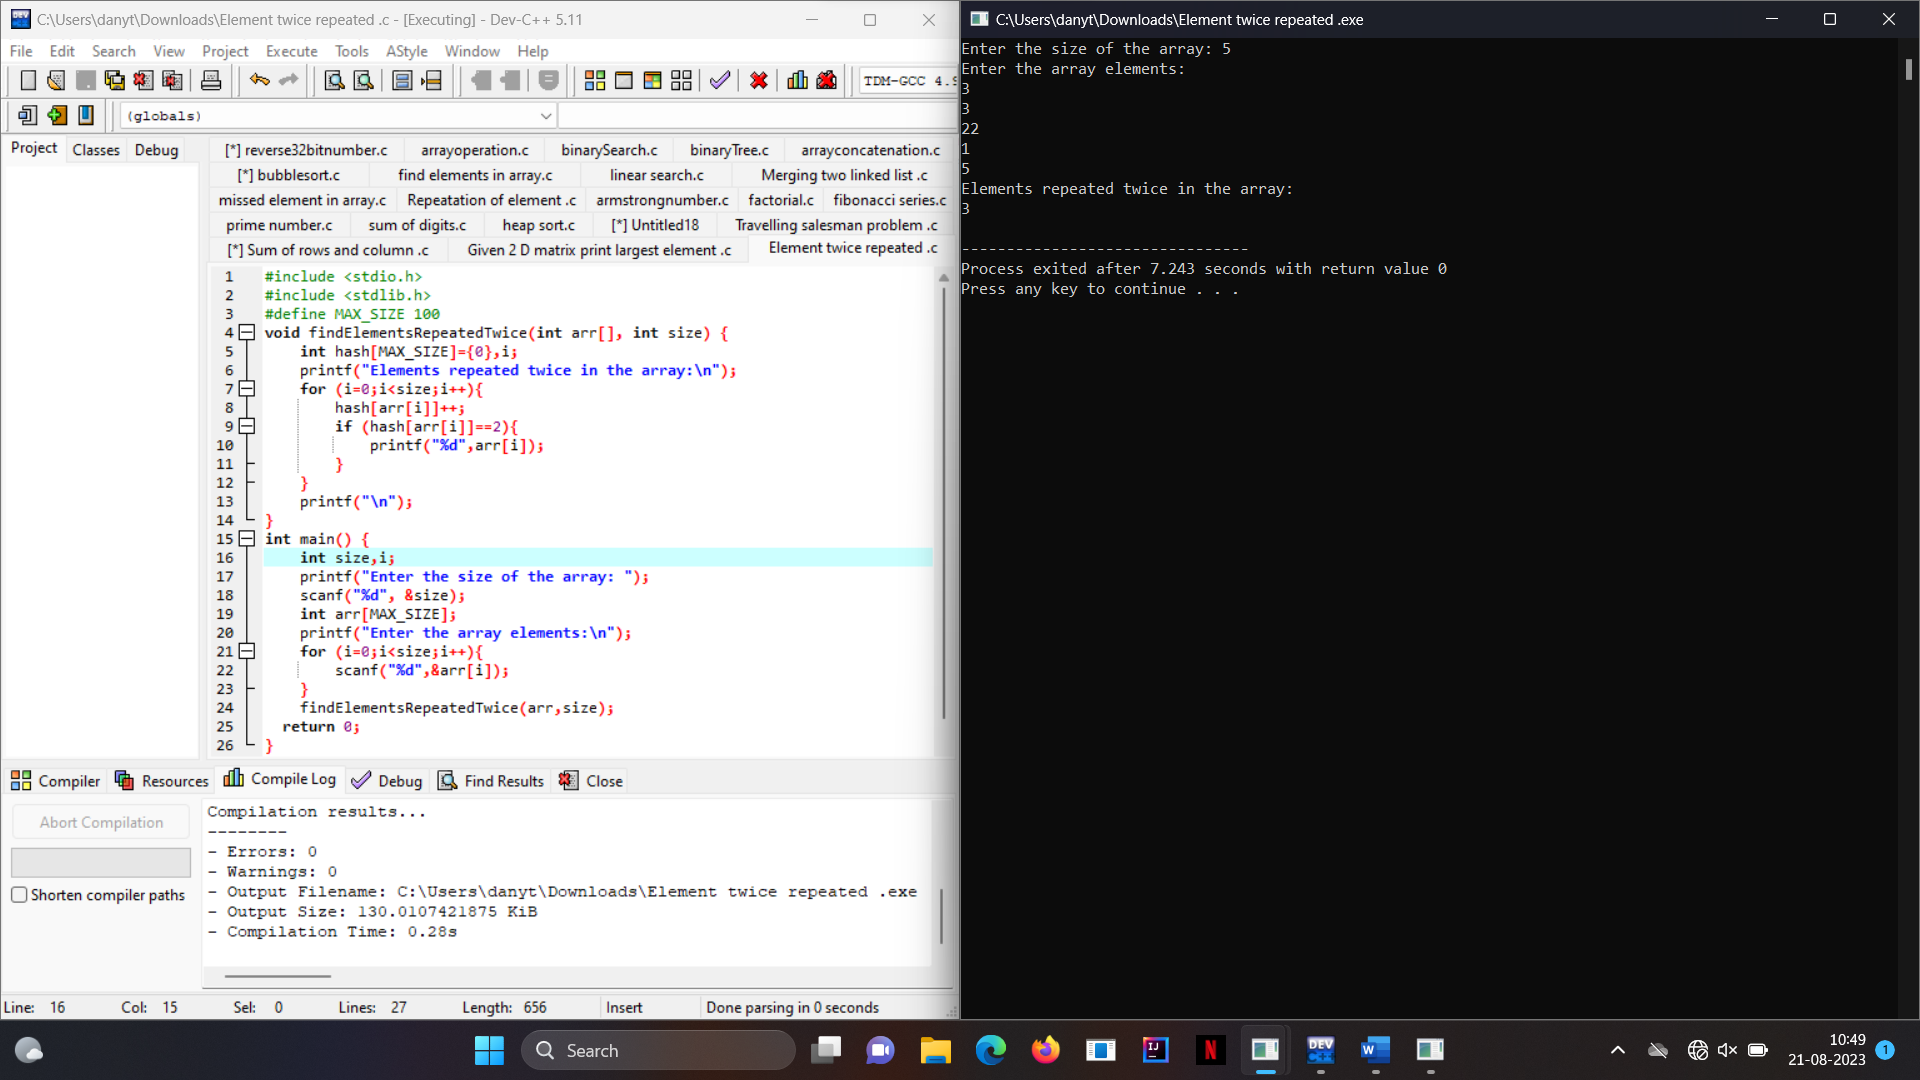 C:\Users\danyt\Downloads\Element twice repeated .c - [Executing] - Dev-C++ 5.11
File Edit Search View Project Execute Tools AStyle Window Help
TDM-GCC 4.9
(globals)
Project Classes Debug
[*] reverse32bitnumber.c arrayoperation.c binarySearch.c binaryTree.c arrayconcatenation.c
[*] bubblesort.c find elements in array.c linear search.c Merging two linked list .c
missed element in array.c Repeatation of element .c armstrongnumber.c factorial.c fibonacci series.c
prime number.c sum of digits.c heap sort.c [*] Untitled18 Travelling salesman problem .c
[*] Sum of rows and column .c Given 2 D matrix print largest element .c Element twice repeated .c
1 #include <stdio.h>
2 #include <stdlib.h>
3 #define MAX_SIZE 100
4 void findElementsRepeatedTwice(int arr[], int size) {
5 int hash[MAX_SIZE]={0},i;
6 printf("Elements repeated twice in the array:\n");
7 for (i=0;i<size;i++){
8 hash[arr[i]]++;
9 if (hash[arr[i]]==2){
10 printf("%d",arr[i]);
11 }
12 }
13 printf("\n");
14 }
15 int main() {
16 int size,i;
17 printf("Enter the size of the array: ");
18 scanf("%d", &size);
19 int arr[MAX_SIZE];
20 printf("Enter the array elements:\n");
21 for (i=0;i<size;i++){
22 scanf("%d",&arr[i]);
23 }
24 findElementsRepeatedTwice(arr,size);
25 return 0;
26 }
Compiler Resources Compile Log Debug Find Results Close
Abort Compilation
Shorten compiler paths
Compilation results...
--------
- Errors: 0
- Warnings: 0
- Output Filename: C:\Users\danyt\Downloads\Element twice repeated .exe
- Output Size: 130.0107421875 KiB
- Compilation Time: 0.28s
Line: 16 Col: 15 Sel: 0 Lines: 27 Length: 656 Insert Done parsing in 0 seconds
C:\Users\danyt\Downloads\Element twice repeated .exe
Enter the size of the array: 5
Enter the array elements:
3
3
22
1
5
Elements repeated twice in the array:
3
--------------------------------
Process exited after 7.243 seconds with return value 0
Press any key to continue . . .
Search
10:49
21-08-2023
1